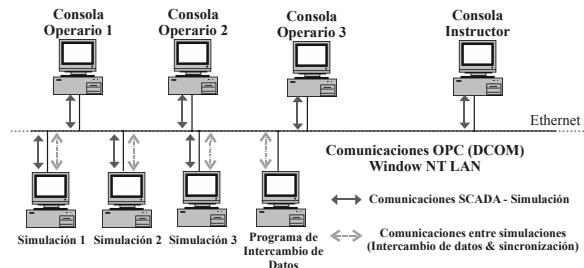 Consola
Operario 1
Consola
Operario 2
Consola
Operario 3
Consola
Instructor
Ethernet
Comunicaciones OPC (DCOM)
Window NT LAN
Comunicaciones SCADA - Simulación
Comunicaciones entre simulaciones
(Intercambio de datos & sincronización)
Simulación 1
Simulación 2
Simulación 3
Programa de
Intercambio de
Datos